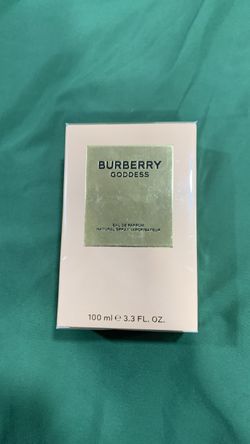 BURBERRY
GODDESS
EAU DE PARFUM
NATURAL SPRAY VAPORISATEUR
100 ml ℮ 3.3 FL. OZ.